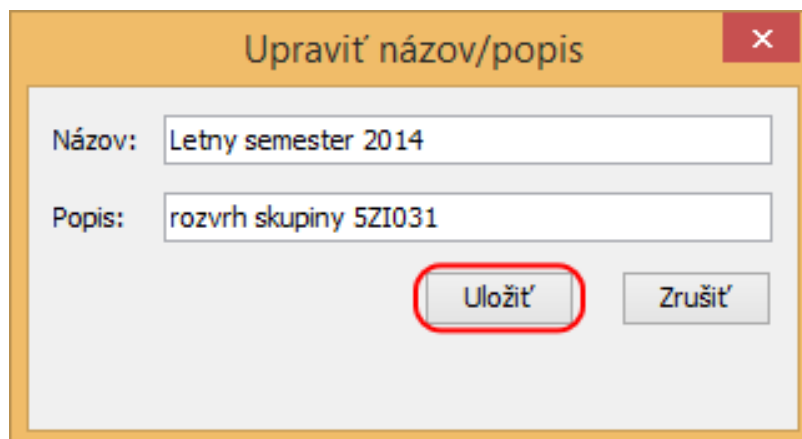 Upraviť názov/popis
Názov: Letny semester 2014
Popis: rozvrh skupiny 5ZI031
Uložiť Zrušiť